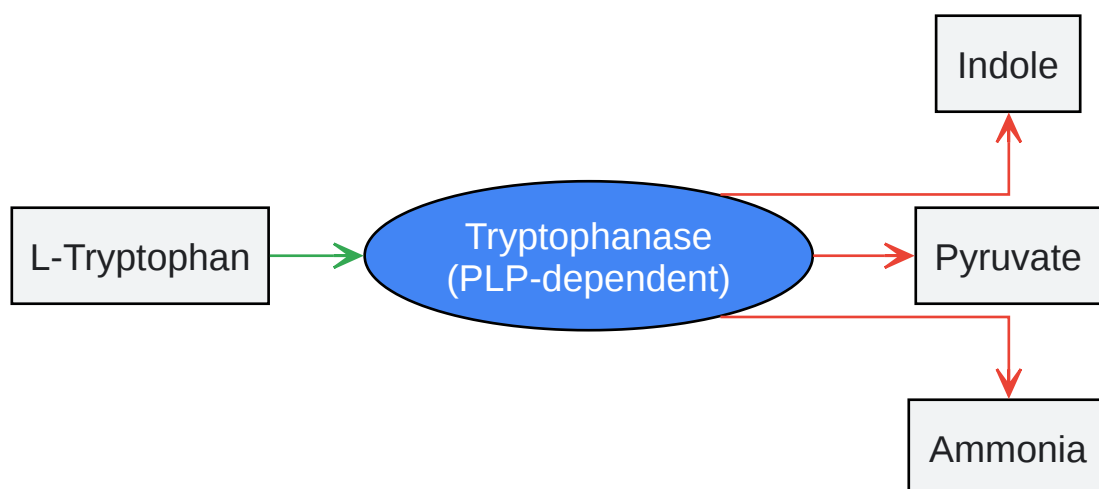 Indole
L-Tryptophan
Tryptophanase
(PLP-dependent)
Pyruvate
Ammonia